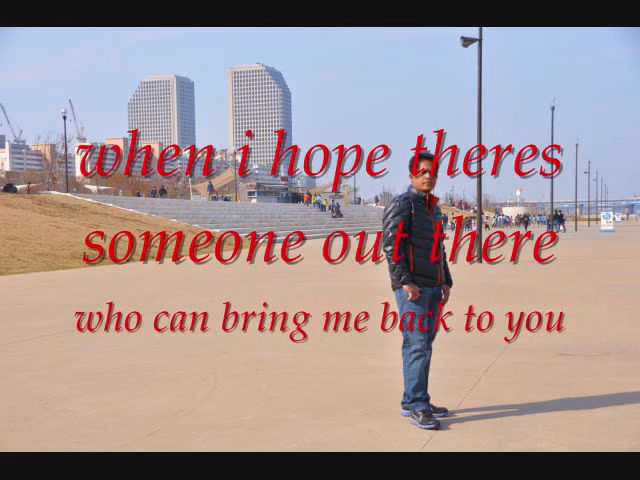 when i hope theres
someone out there
who can bring me back to you